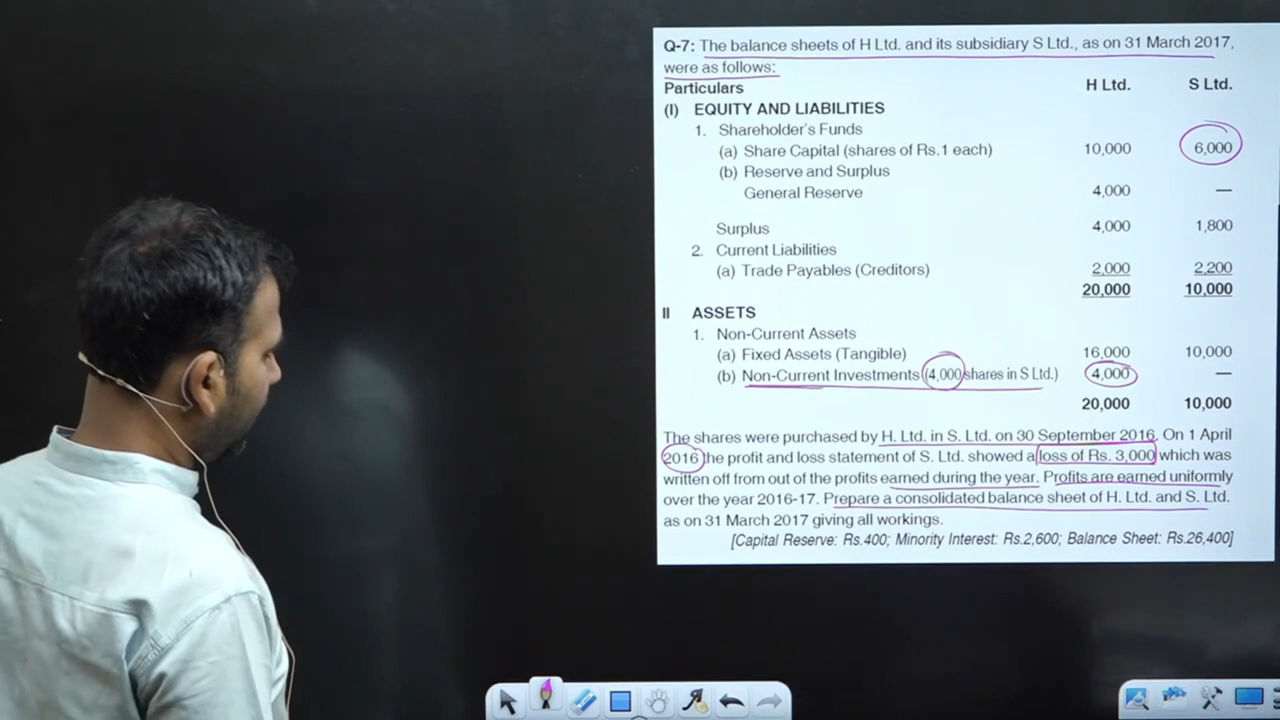 Q-7: The balance sheets of H Ltd. and its subsidiary S Ltd., as on 31 March 2017,
were as follows:
Particulars H Ltd. S Ltd.
(I) EQUITY AND LIABILITIES
1. Shareholder's Funds
(a) Share Capital (shares of Rs.1 each) 10,000 6,000
(b) Reserve and Surplus
General Reserve 4,000 —
Surplus 4,000 1,800
2. Current Liabilities
(a) Trade Payables (Creditors) 2,000 2,200
20,000 10,000
II ASSETS
1. Non-Current Assets
(a) Fixed Assets (Tangible) 16,000 10,000
(b) Non-Current Investments (4,000 shares in S Ltd.) 4,000 —
20,000 10,000
The shares were purchased by H. Ltd. in S. Ltd. on 30 September 2016. On 1 April
2016 the profit and loss statement of S. Ltd. showed a loss of Rs. 3,000 which was
written off from out of the profits earned during the year. Profits are earned uniformly
over the year 2016-17. Prepare a consolidated balance sheet of H. Ltd. and S. Ltd.
as on 31 March 2017 giving all workings.
[Capital Reserve: Rs.400; Minority Interest: Rs.2,600; Balance Sheet: Rs.26,400]